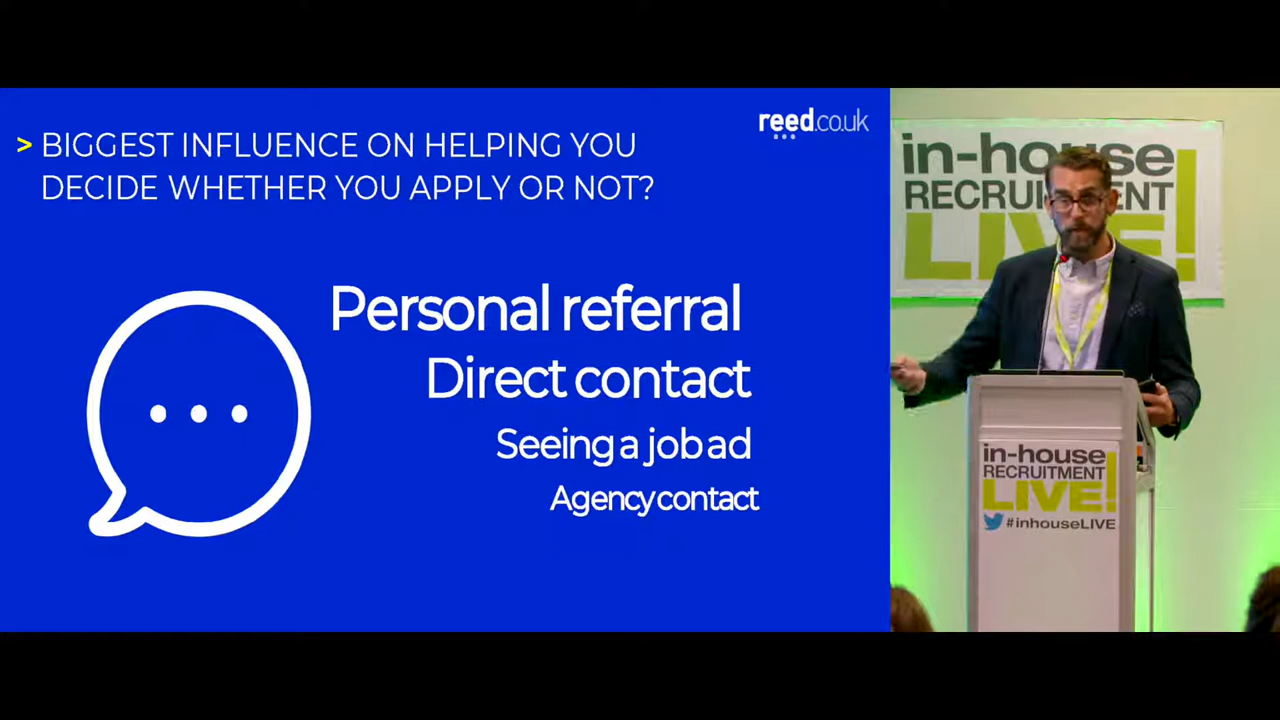 > BIGGEST INFLUENCE ON HELPING YOU
DECIDE WHETHER YOU APPLY OR NOT?
reed.co.uk
Personal referral
Direct contact
Seeing a job ad
Agency contact
in-house
RECRUITMENT
LIVE!
in-house
RECRUITMENT
LIVE!
#inhouseLIVE